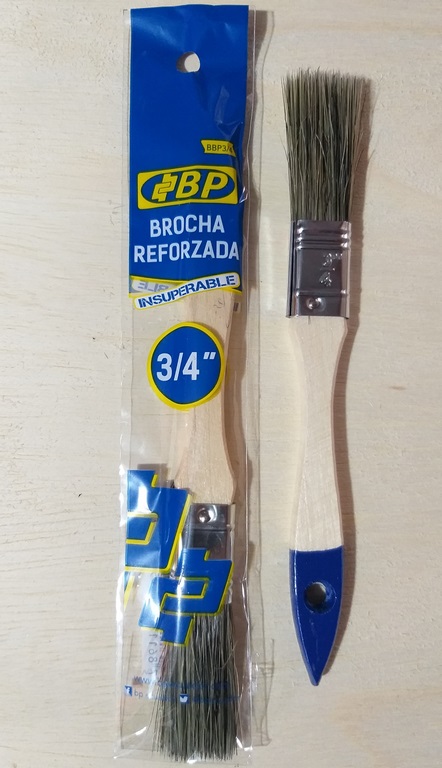 BBP3/4
BP
BROCHA
REFORZADA
INSUPERABLE
3/4"